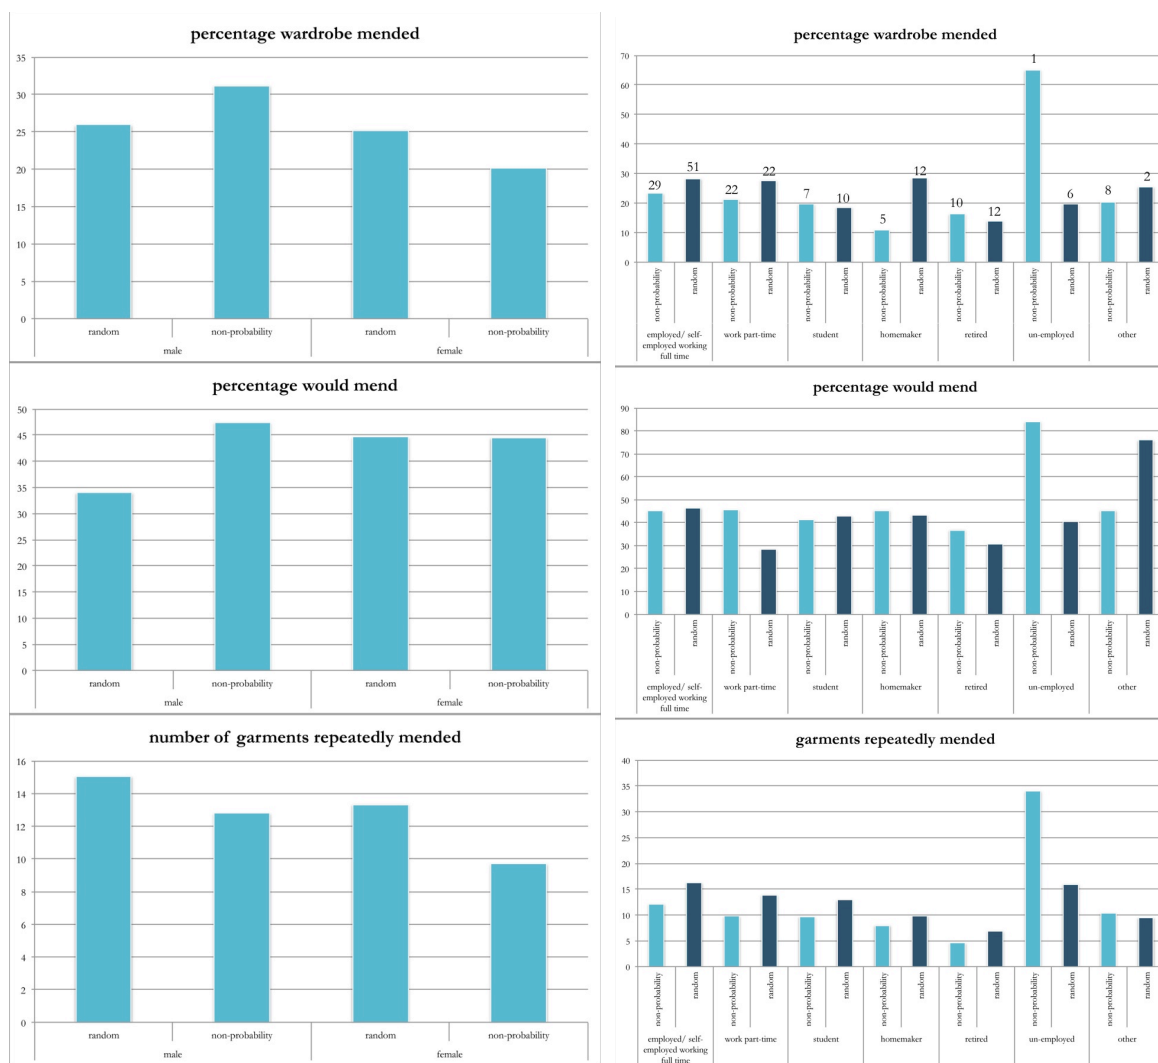 percentage wardrobe mended
35
30
25
20
15
10
5
0
random non-probability random non-probability
male female
percentage would mend
50
45
40
35
30
25
20
15
10
5
0
random non-probability random non-probability
male female
number of garments repeatedly mended
16
14
12
10
8
6
4
2
0
random non-probability random non-probability
male female
percentage wardrobe mended
70
60
50
40
30
20
10
0
29 51 22 22 7 10 5 12 10 12 1 6 8 2
non-probability random non-probability random non-probability random non-probability random non-probability random non-probability random non-probability random
employed/ self- work part-time student homemaker retired un-employed other
employed working
full time
percentage would mend
90
80
70
60
50
40
30
20
10
0
non-probability random non-probability random non-probability random non-probability random non-probability random non-probability random non-probability random
employed/ self- work part-time student homemaker retired un-employed other
employed working
full time
garments repeatedly mended
40
35
30
25
20
15
10
5
0
non-probability random non-probability random non-probability random non-probability random non-probability random non-probability random non-probability random
employed/ self- work part-time student homemaker retired un-employed other
employed working
full time